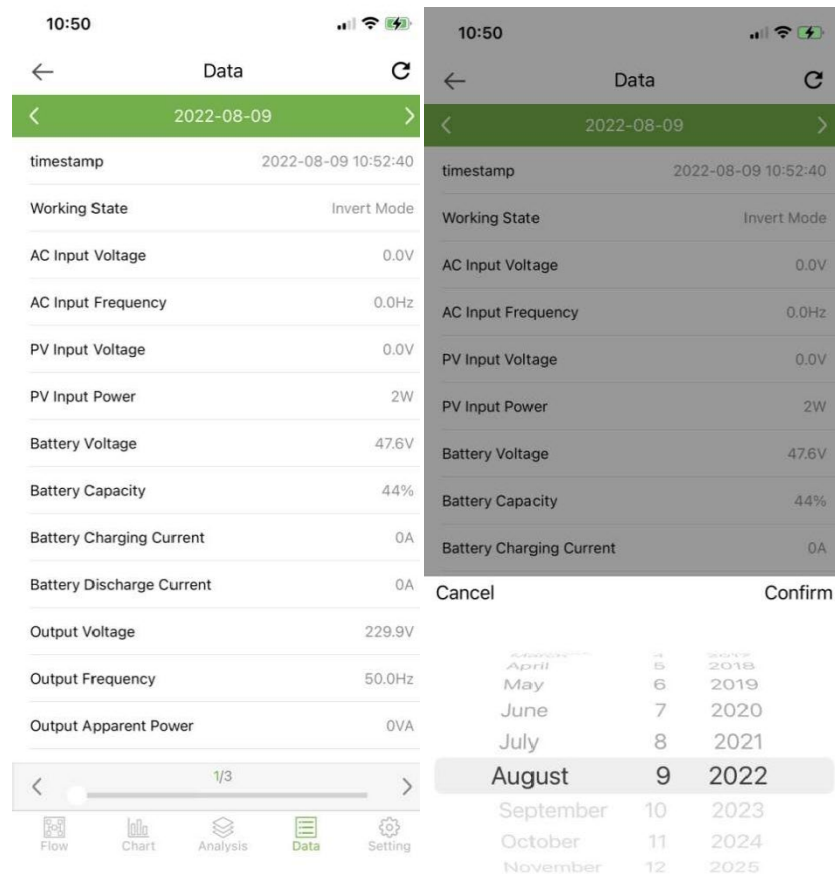 10:50
Data
2022-08-09
timestamp 2022-08-09 10:52:40
Working State Invert Mode
AC Input Voltage 0.0V
AC Input Frequency 0.0Hz
PV Input Voltage 0.0V
PV Input Power 2W
Battery Voltage 47.6V
Battery Capacity 44%
Battery Charging Current 0A
Battery Discharge Current 0A
Output Voltage 229.9V
Output Frequency 50.0Hz
Output Apparent Power 0VA
1/3
Flow Chart Analysis Data Setting
10:50
Data
2022-08-09
timestamp 2022-08-09 10:52:40
Working State Invert Mode
AC Input Voltage 0.0V
AC Input Frequency 0.0Hz
PV Input Voltage 0.0V
PV Input Power 2W
Battery Voltage 47.6V
Battery Capacity 44%
Battery Charging Current 0A
Cancel Confirm
April 5 2018
May 6 2019
June 7 2020
July 8 2021
August 9 2022
September 10 2023
October 11 2024
November 12 2025